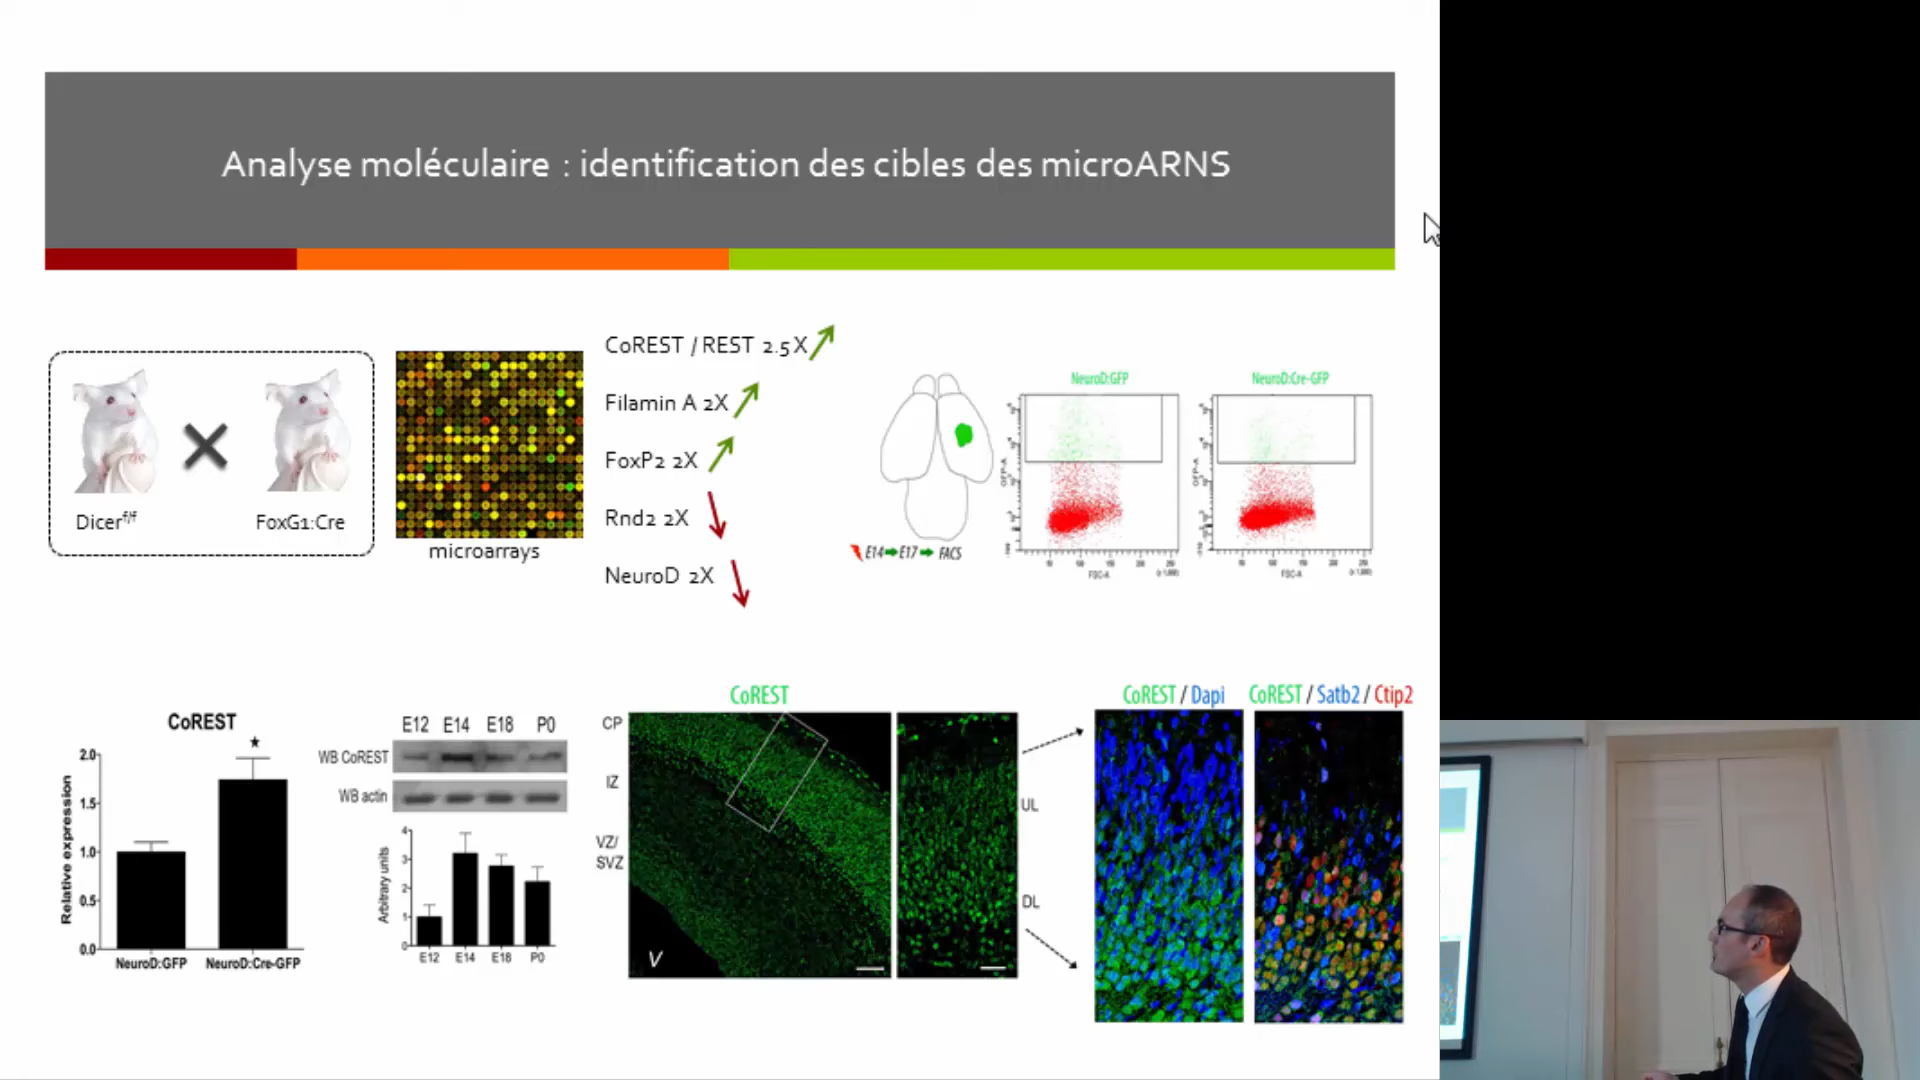 Analyse moléculaire : identification des cibles des microARNS
Dicerf/f
FoxG1:Cre
microarrays
CoREST / REST 2.5X
Filamin A 2X
FoxP2 2X
Rnd2 2X
NeuroD 2X
E14
E17
FACS
NeuroD:GFP
FSC-A
NeuroD:Cre-GFP
FSC-A
CoREST
Relative expression
2.0
1.5
1.0
0.5
0.0
NeuroD:GFP
NeuroD:Cre-GFP
E12 E14 E18 P0
WB CoREST
WB actin
Arbitrary units
4
3
2
1
0
E12 E14 E18 P0
CoREST
CP
IZ
VZ/
SVZ
V
UL
DL
CoREST / Dapi
CoREST / Satb2 / Ctip2